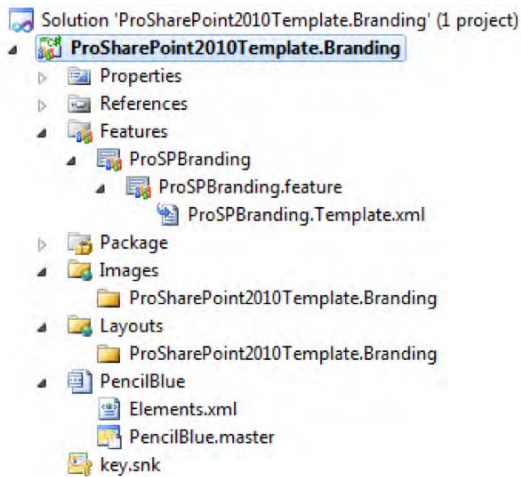 Solution 'ProSharePoint2010Template.Branding' (1 project)
ProSharePoint2010Template.Branding
Properties
References
Features
ProSPBranding
ProSPBranding.feature
ProSPBranding.Template.xml
Package
Images
ProSharePoint2010Template.Branding
Layouts
ProSharePoint2010Template.Branding
PencilBlue
Elements.xml
PencilBlue.master
key.snk